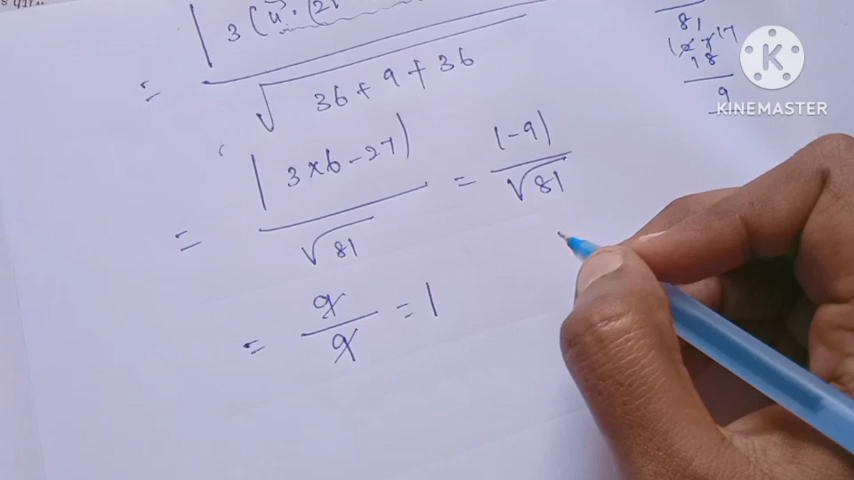 | 3 (
= √ 36 + 9 + 36
= | 3×6 - 27 | / √81 = |-9| / √81
= 9 / 9 = 1
81
18
9
KINEMASTER